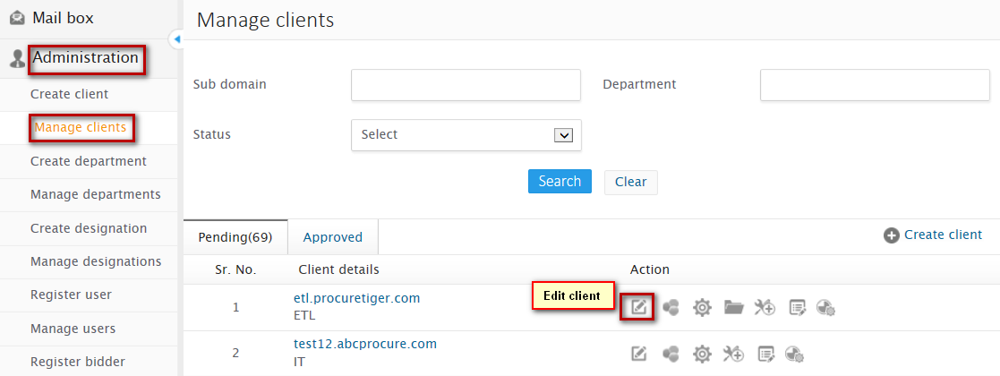 Mail box
Administration
Create client
Manage clients
Create department
Manage departments
Create designation
Manage designations
Register user
Manage users
Register bidder
Manage clients
Sub domain
Department
Status
Select
Search
Clear
Pending(69)
Approved
Create client
Sr. No.
Client details
Action
1
etl.procuretiger.com
ETL
Edit client
2
test12.abcprocure.com
IT